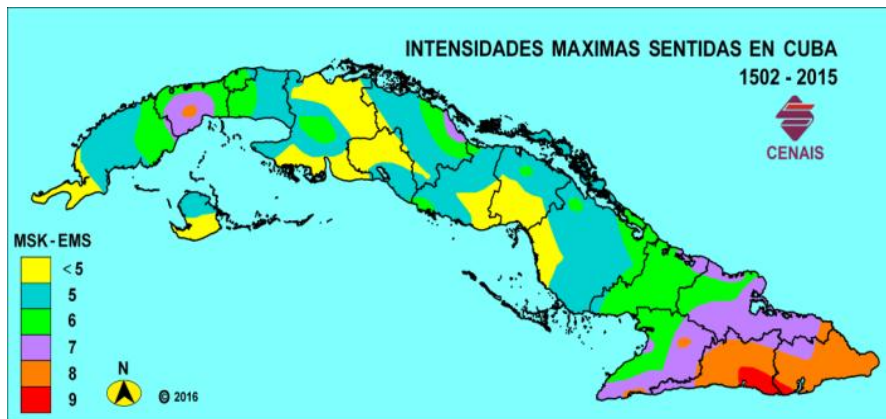 INTENSIDADES MAXIMAS SENTIDAS EN CUBA
1502 - 2015
CENAIS
MSK-EMS
< 5
5
6
7
8
9
N
© 2016